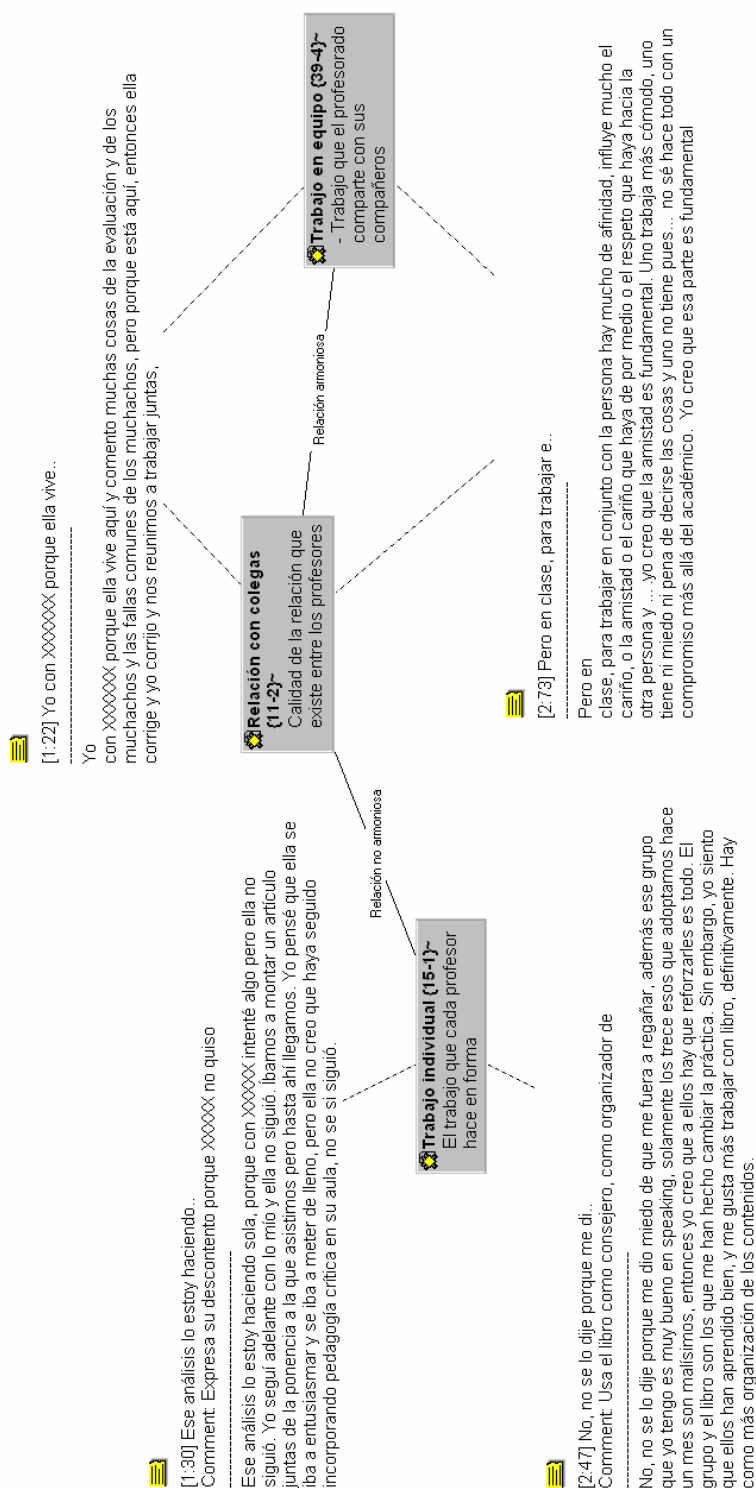 [1:22] Yo con XXXXXXX porque ella vive..
Yo
con XXXXXXX porque ella vive aquí y comento muchas cosas de la evaluación y de los
muchachos y las fallas comunes de los muchachos, pero porque está aquí, entonces ella
corrige y yo corrijo y nos reunimos a trabajar juntas,
[1:30] Ese análisis lo estoy haciendo..
Comment: Expresa su descontento porque XXXXXX no quiso
Ese análisis lo estoy haciendo sola, porque con XXXXXX intenté algo pero ella no
siguió. Yo seguí adelante con lo mío y ella no siguió. Íbamos a montar un artículo
juntas de la ponencia a la que asistimos pero hasta ahí llegamos. Yo pensé que ella se
iba a entusiasmar y se iba a meter de lleno, pero ella no creo que haya seguido
incorporando pedagogía crítica en su aula, no se si siguió.
Relación con colegas
{11-2}~
Calidad de la relación que
existe entre los profesores
Relación armoniosa
Trabajo en equipo {39-4}~
- Trabajo que el profesorado
comparte con sus
compañeros
Relación no armoniosa
Trabajo individual {15-1}~
El trabajo que cada profesor
hace en forma
[2:47] No, no se lo dije porque me di..
Comment: Usa el libro como consejero, como organizador de
No, no se lo dije porque me dio miedo de que me fuera a regañar, además ese grupo
que yo tengo es muy bueno en speaking, solamente los trece esos que adoptamos hace
un mes son malísimos, entonces yo creo que a ellos hay que reforzarles es todo. El
grupo y el libro son los que me han hecho cambiar la práctica. Sin embargo, yo siento
que ellos han aprendido bien, y me gusta más trabajar con libro, definitivamente. Hay
como más organización de los contenidos.
[2:73] Pero en clase, para trabajar e..
Pero en
clase, para trabajar en conjunto con la persona hay mucho de afinidad, influye mucho el
cariño, o la amistad o el cariño que haya de por medio o el respeto que haya hacia la
otra persona y ... .yo creo que la amistad es fundamental. Uno trabaja más cómodo, uno
tiene ni miedo ni pena de decirse las cosas y uno no tiene pues... no sé hace todo con un
compromiso más allá del académico. Yo creo que esa parte es fundamental